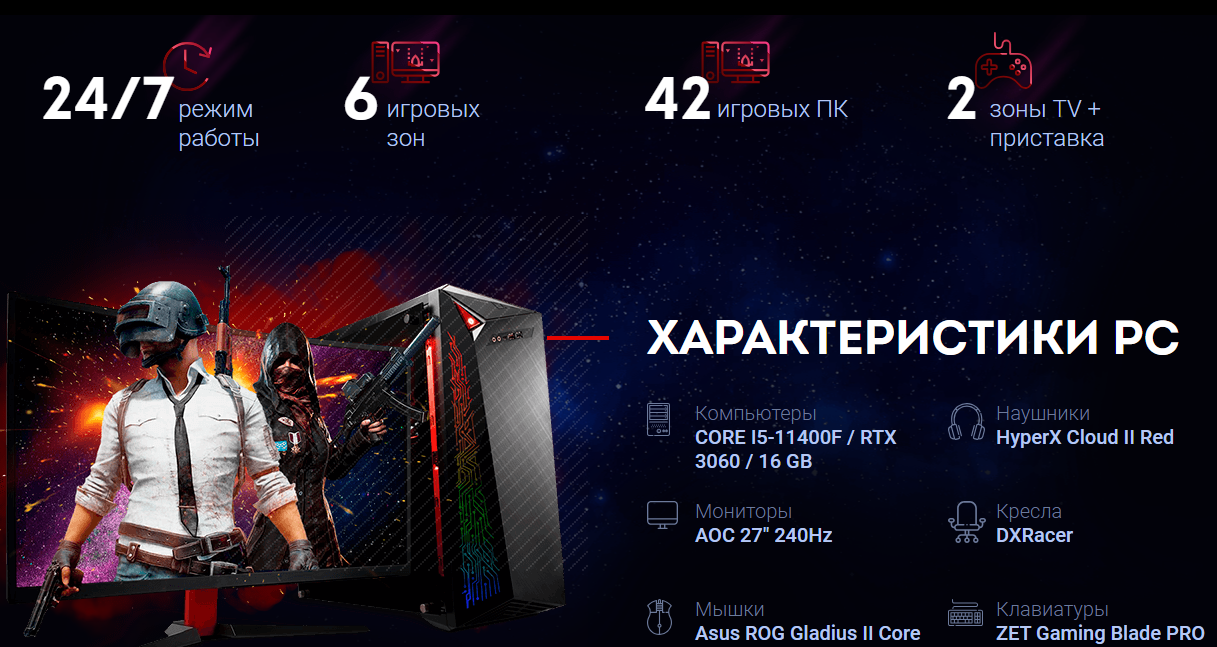 24/7 режим
работы
6 игровых
зон
42 игровых ПК
2 зоны TV +
приставка
ХАРАКТЕРИСТИКИ PC
Компьютеры
CORE I5-11400F / RTX
3060 / 16 GB
Наушники
HyperX Cloud II Red
Мониторы
AOC 27" 240Hz
Кресла
DXRacer
Мышки
Asus ROG Gladius II Core
Клавиатуры
ZET Gaming Blade PRO